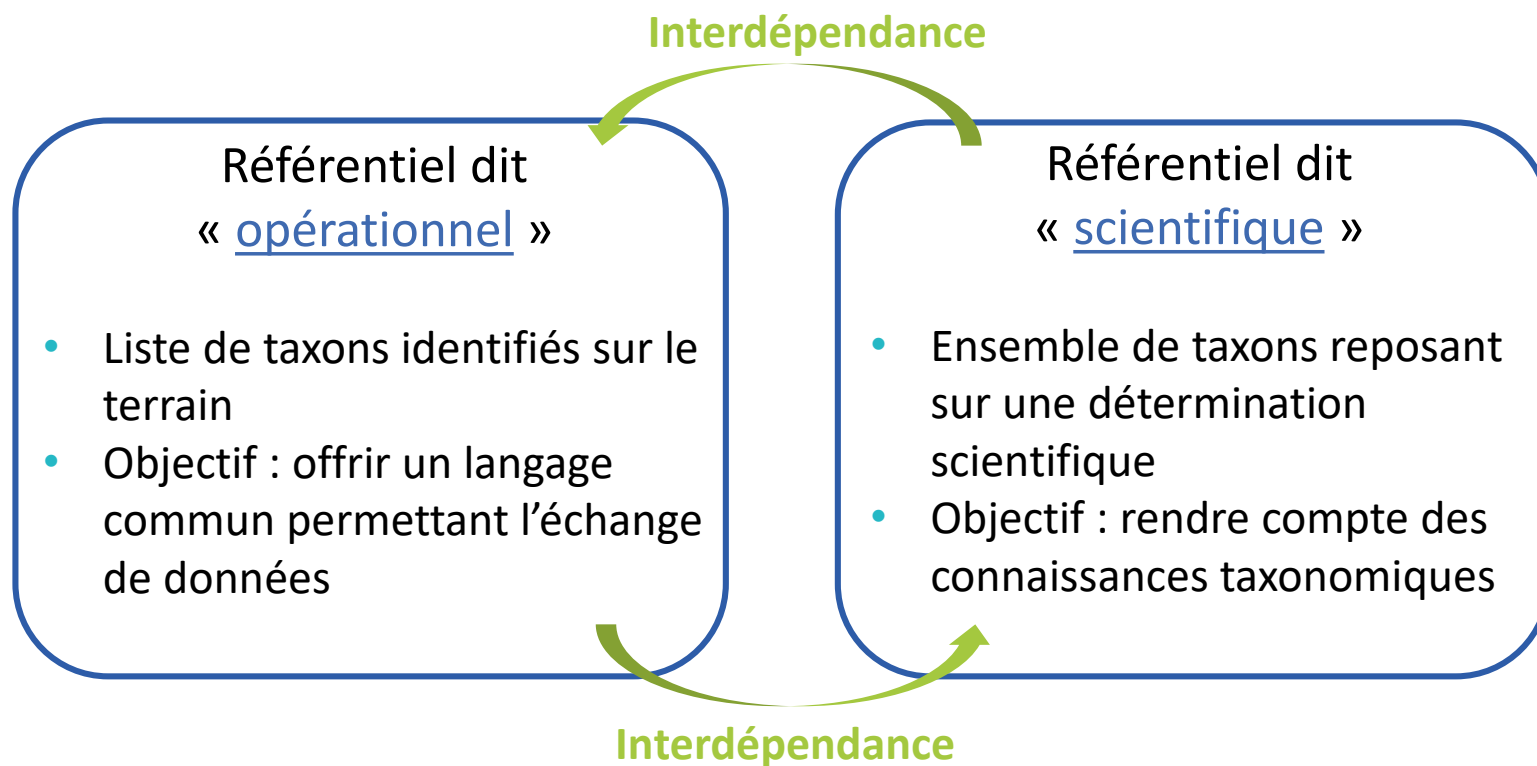 Interdépendance
Référentiel dit
« opérationnel »
• Liste de taxons identifiés sur le
terrain
• Objectif : offrir un langage
commun permettant l’échange
de données
Référentiel dit
« scientifique »
• Ensemble de taxons reposant
sur une détermination
scientifique
• Objectif : rendre compte des
connaissances taxonomiques
Interdépendance